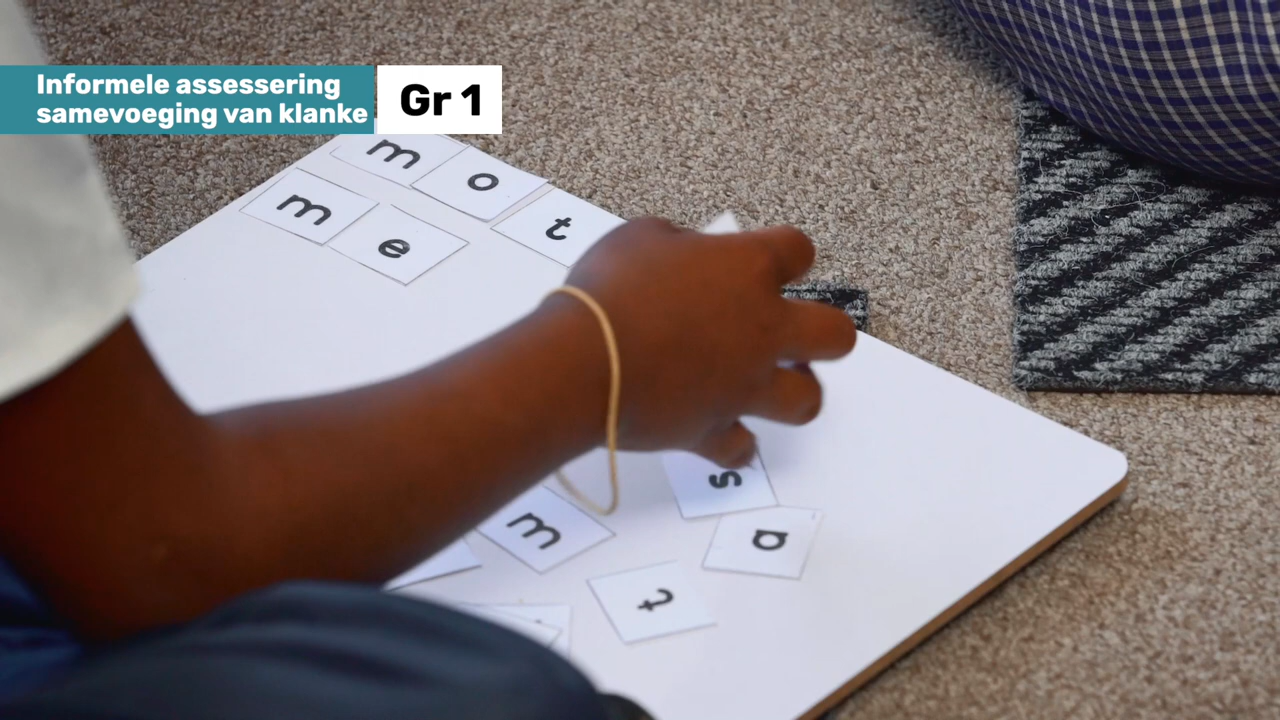 Informele assessering
samevoeging van klanke
Gr 1
m o t
m e
s
m a
t